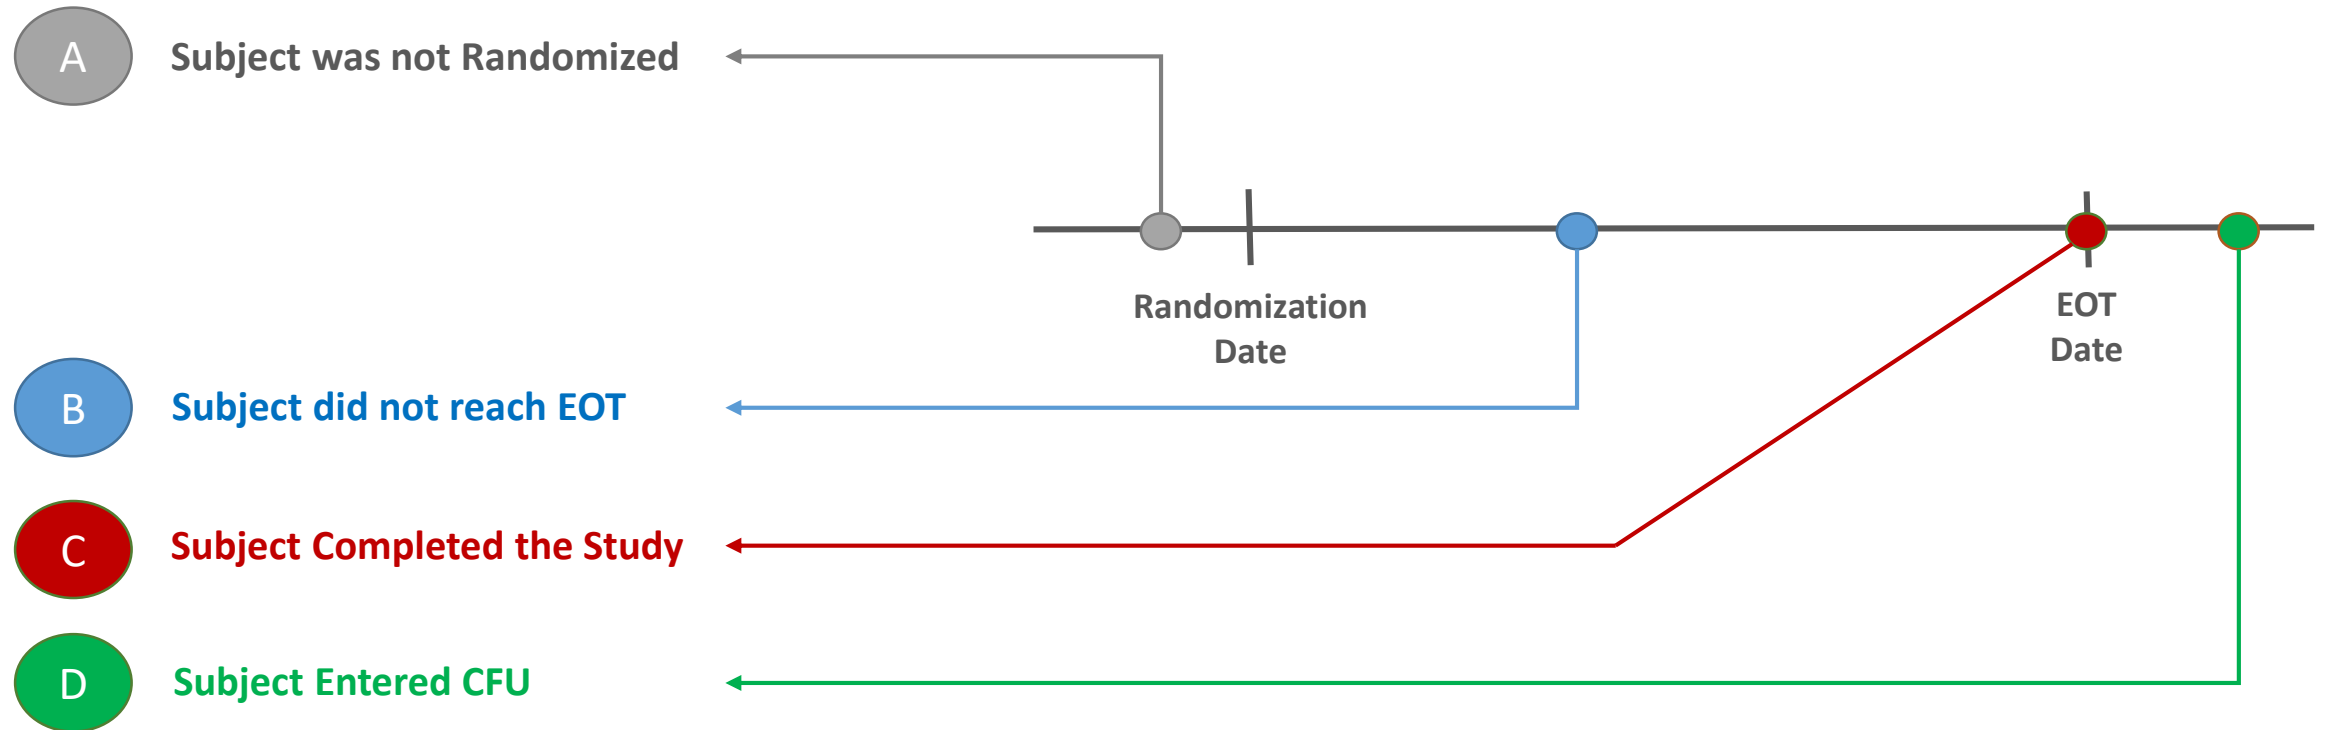 A
Subject was not Randomized
Randomization
Date
EOT
Date
B
Subject did not reach EOT
C
Subject Completed the Study
D
Subject Entered CFU